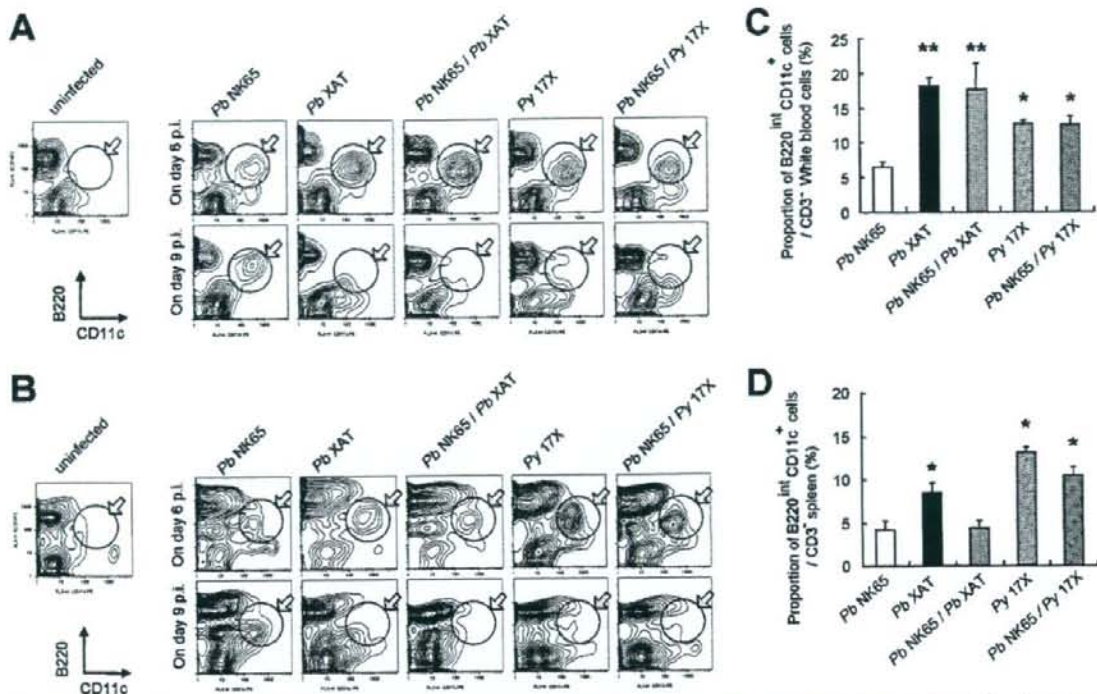 A
uninfected
Pb NK65
Pb XAT
Pb NK65 / Pb XAT
Py 17X
Pb NK65 / Py 17X
On day 6 p.i.
On day 9 p.i.
B220
CD11c
B
uninfected
Pb NK65
Pb XAT
Pb NK65 / Pb XAT
Py 17X
Pb NK65 / Py 17X
On day 6 p.i.
On day 9 p.i.
B220
CD11c
C
Proportion of B220int CD11c+ cells
/ CD3- White blood cells (%)
25
20
15
10
5
0
**
**
*
*
Pb NK65
Pb XAT
Pb NK65 / Pb XAT
Py 17X
Pb NK65 / Py 17X
D
Proportion of B220int CD11c+ cells
/ CD3- spleen (%)
20
15
10
5
0
*
*
*
Pb NK65
Pb XAT
Pb NK65 / Pb XAT
Py 17X
Pb NK65 / Py 17X